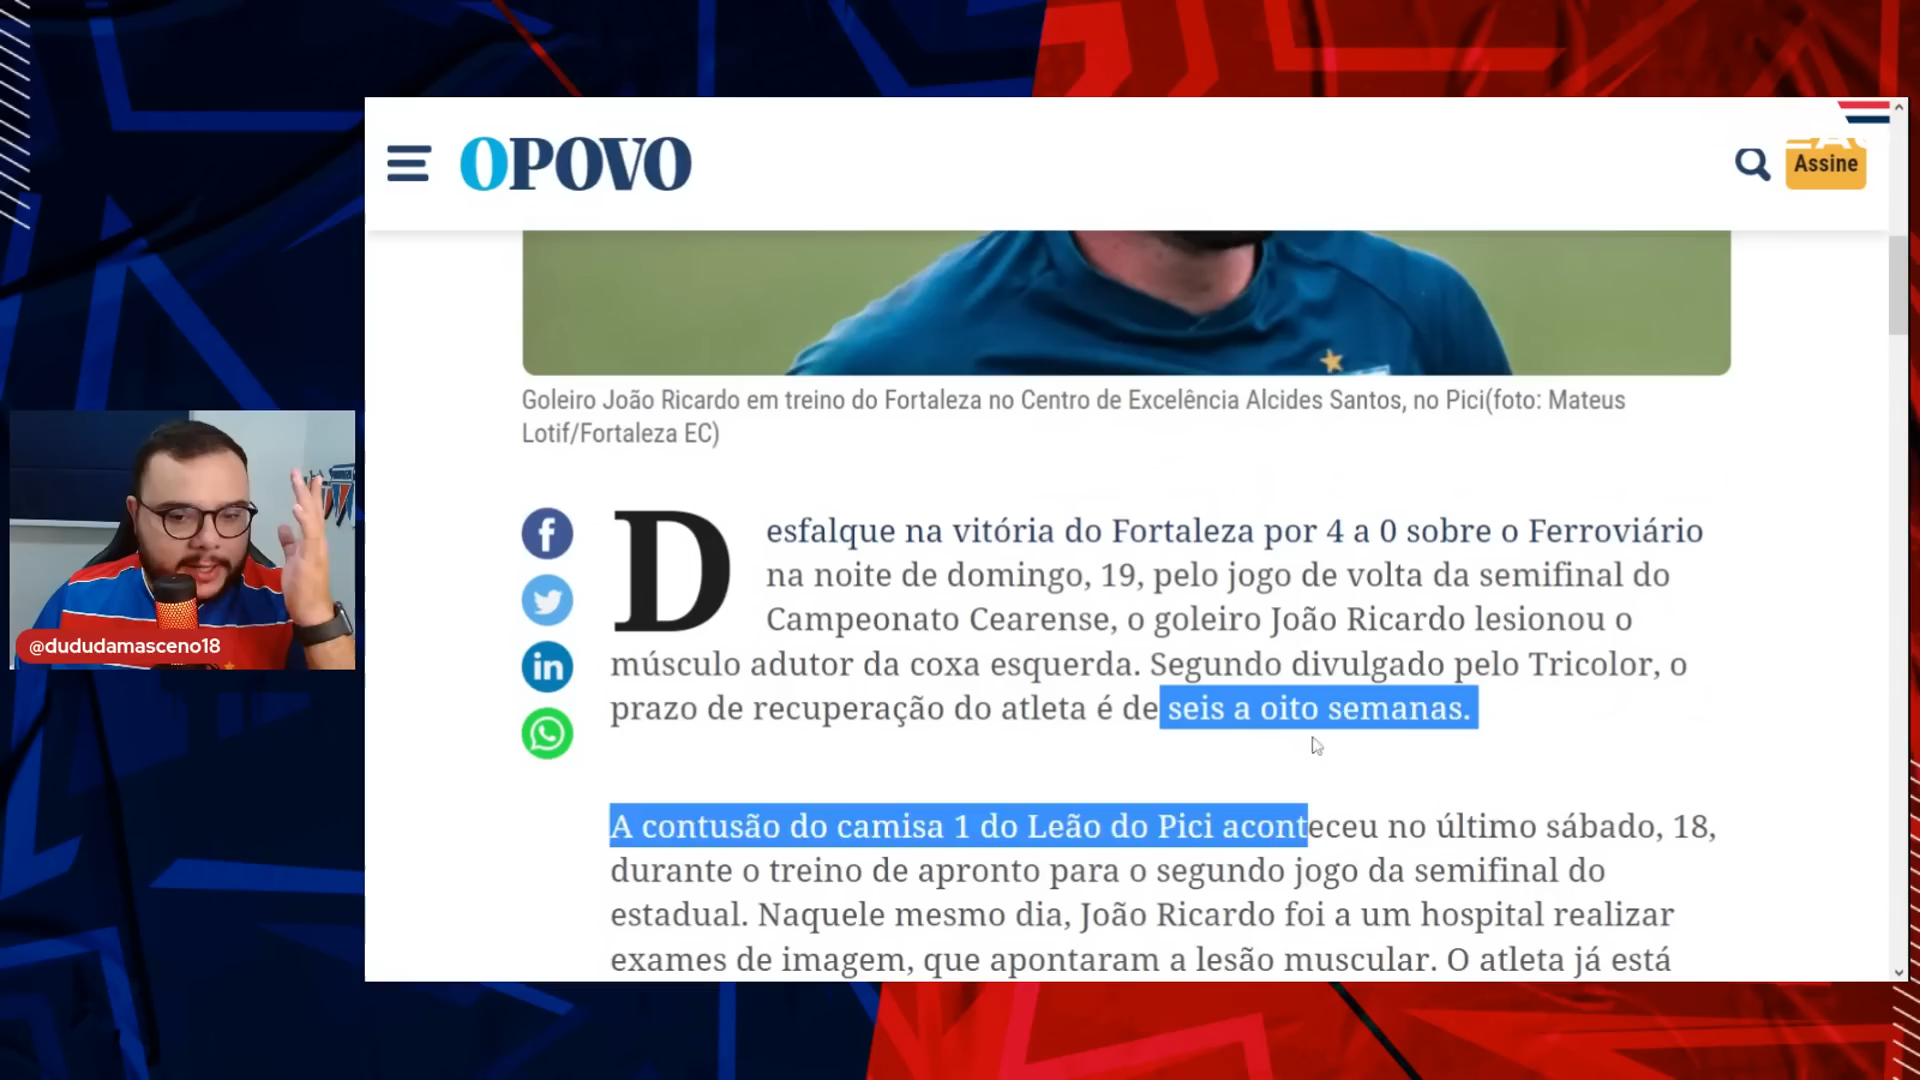 OPOVO
Assine
Goleiro João Ricardo em treino do Fortaleza no Centro de Excelência Alcides Santos, no Pici(foto: Mateus
Lotif/Fortaleza EC)
Desfalque na vitória do Fortaleza por 4 a 0 sobre o Ferroviário
na noite de domingo, 19, pelo jogo de volta da semifinal do
Campeonato Cearense, o goleiro João Ricardo lesionou o
músculo adutor da coxa esquerda. Segundo divulgado pelo Tricolor, o
prazo de recuperação do atleta é de seis a oito semanas.
A contusão do camisa 1 do Leão do Pici aconteceu no último sábado, 18,
durante o treino de apronto para o segundo jogo da semifinal do
estadual. Naquele mesmo dia, João Ricardo foi a um hospital realizar
exames de imagem, que apontaram a lesão muscular. O atleta já está
@dududamasceno18